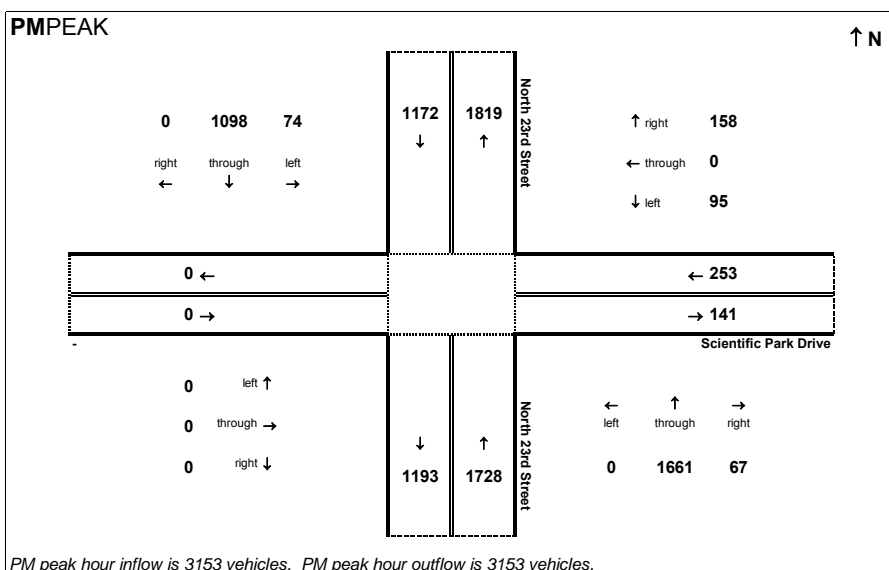 PMPEAK
↑ N
0 1098 74
right through left
← ↓ →
1172 1819
↓ ↑
North 23rd Street
↑ right 158
← through 0
↓ left 95
0 ←
0 →
← 253
→ 141
-
Scientific Park Drive
0 left ↑
0 through →
0 right ↓
↓ ↑
1193 1728
North 23rd Street
← ↑ →
left through right
0 1661 67
PM peak hour inflow is 3153 vehicles. PM peak hour outflow is 3153 vehicles.